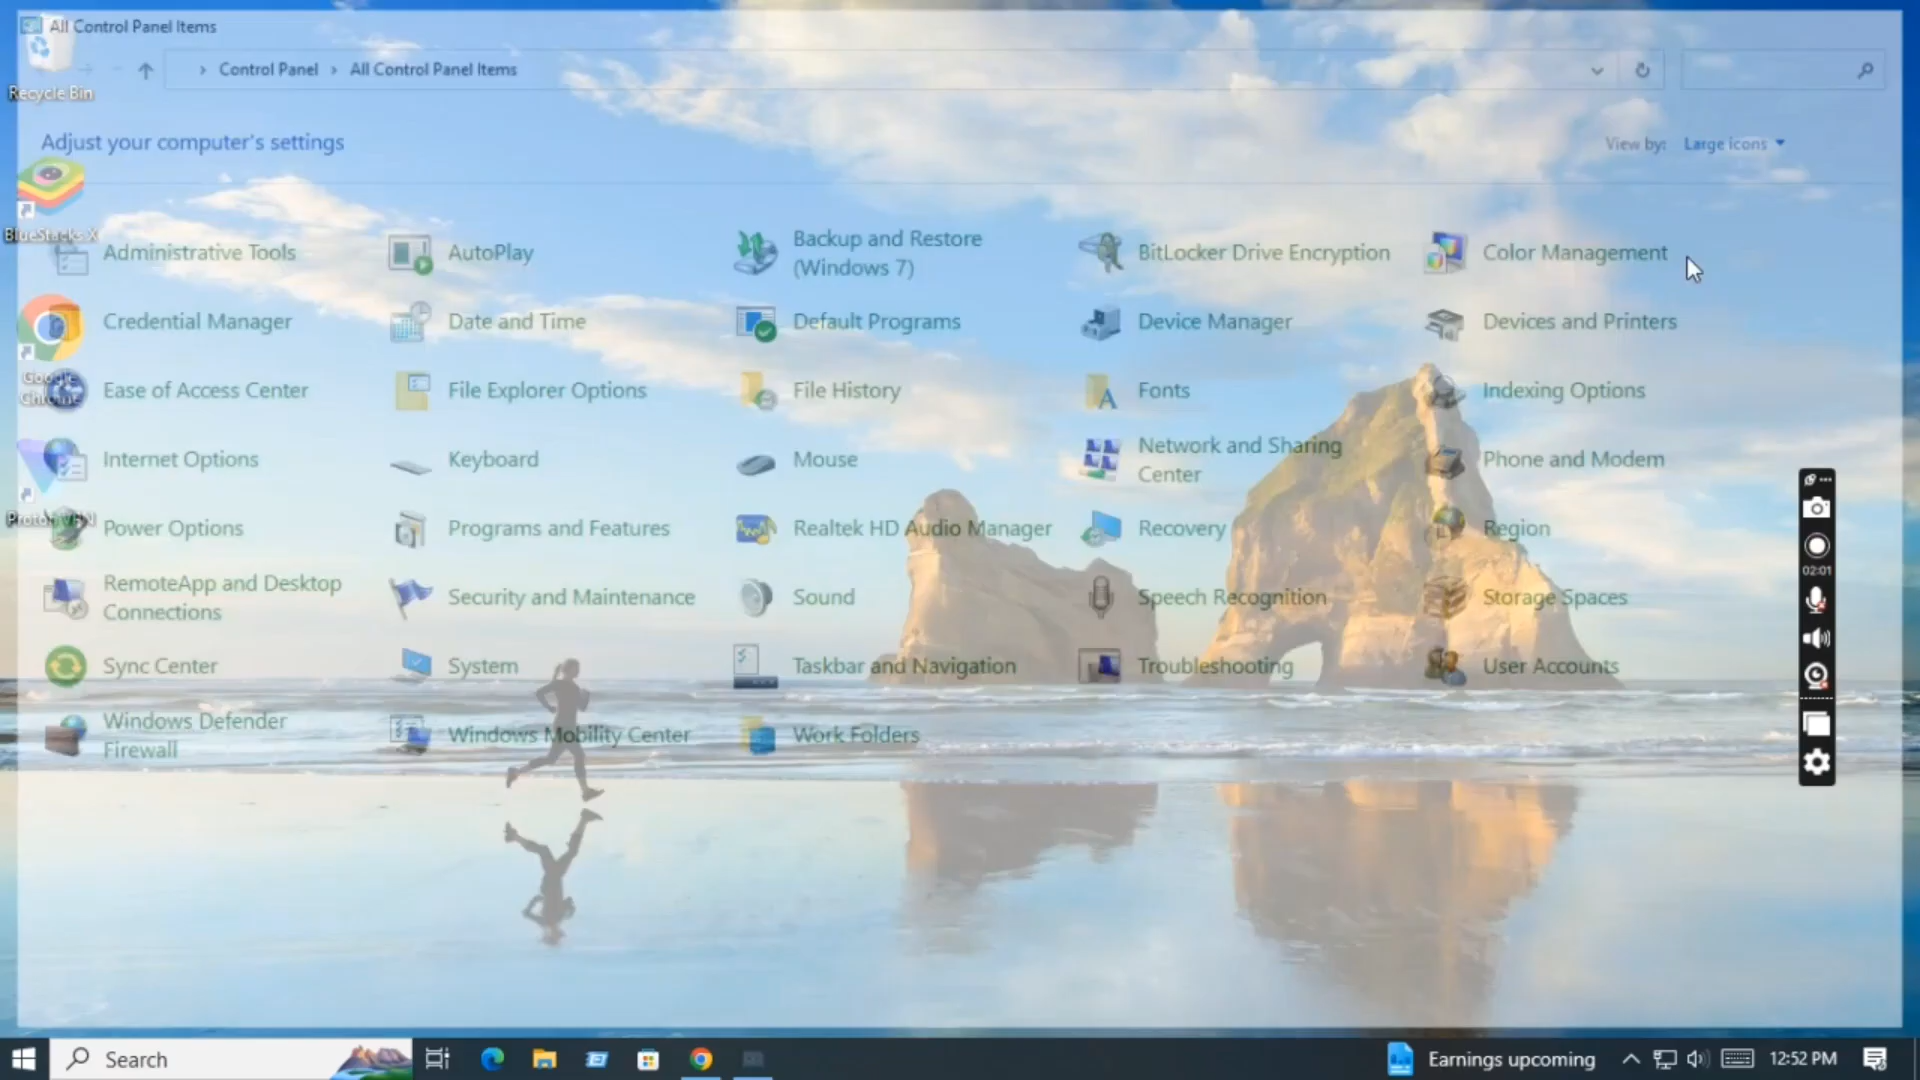 All Control Panel Items
Control Panel
All Control Panel Items
Recycle Bin
Adjust your computer's settings
View by: Large icons
BlueStacks X
Administrative Tools
AutoPlay
Backup and Restore
(Windows 7)
BitLocker Drive Encryption
Color Management
Credential Manager
Date and Time
Default Programs
Device Manager
Devices and Printers
Google
Chrome
Ease of Access Center
File Explorer Options
File History
Fonts
Indexing Options
Internet Options
Keyboard
Mouse
Network and Sharing
Center
Phone and Modem
Proton VPN
Power Options
Programs and Features
Realtek HD Audio Manager
Recovery
Region
RemoteApp and Desktop
Connections
Security and Maintenance
Sound
Speech Recognition
Storage Spaces
02:01
Sync Center
System
Taskbar and Navigation
Troubleshooting
User Accounts
Windows Defender
Firewall
Windows Mobility Center
Work Folders
Search
Earnings upcoming
12:52 PM